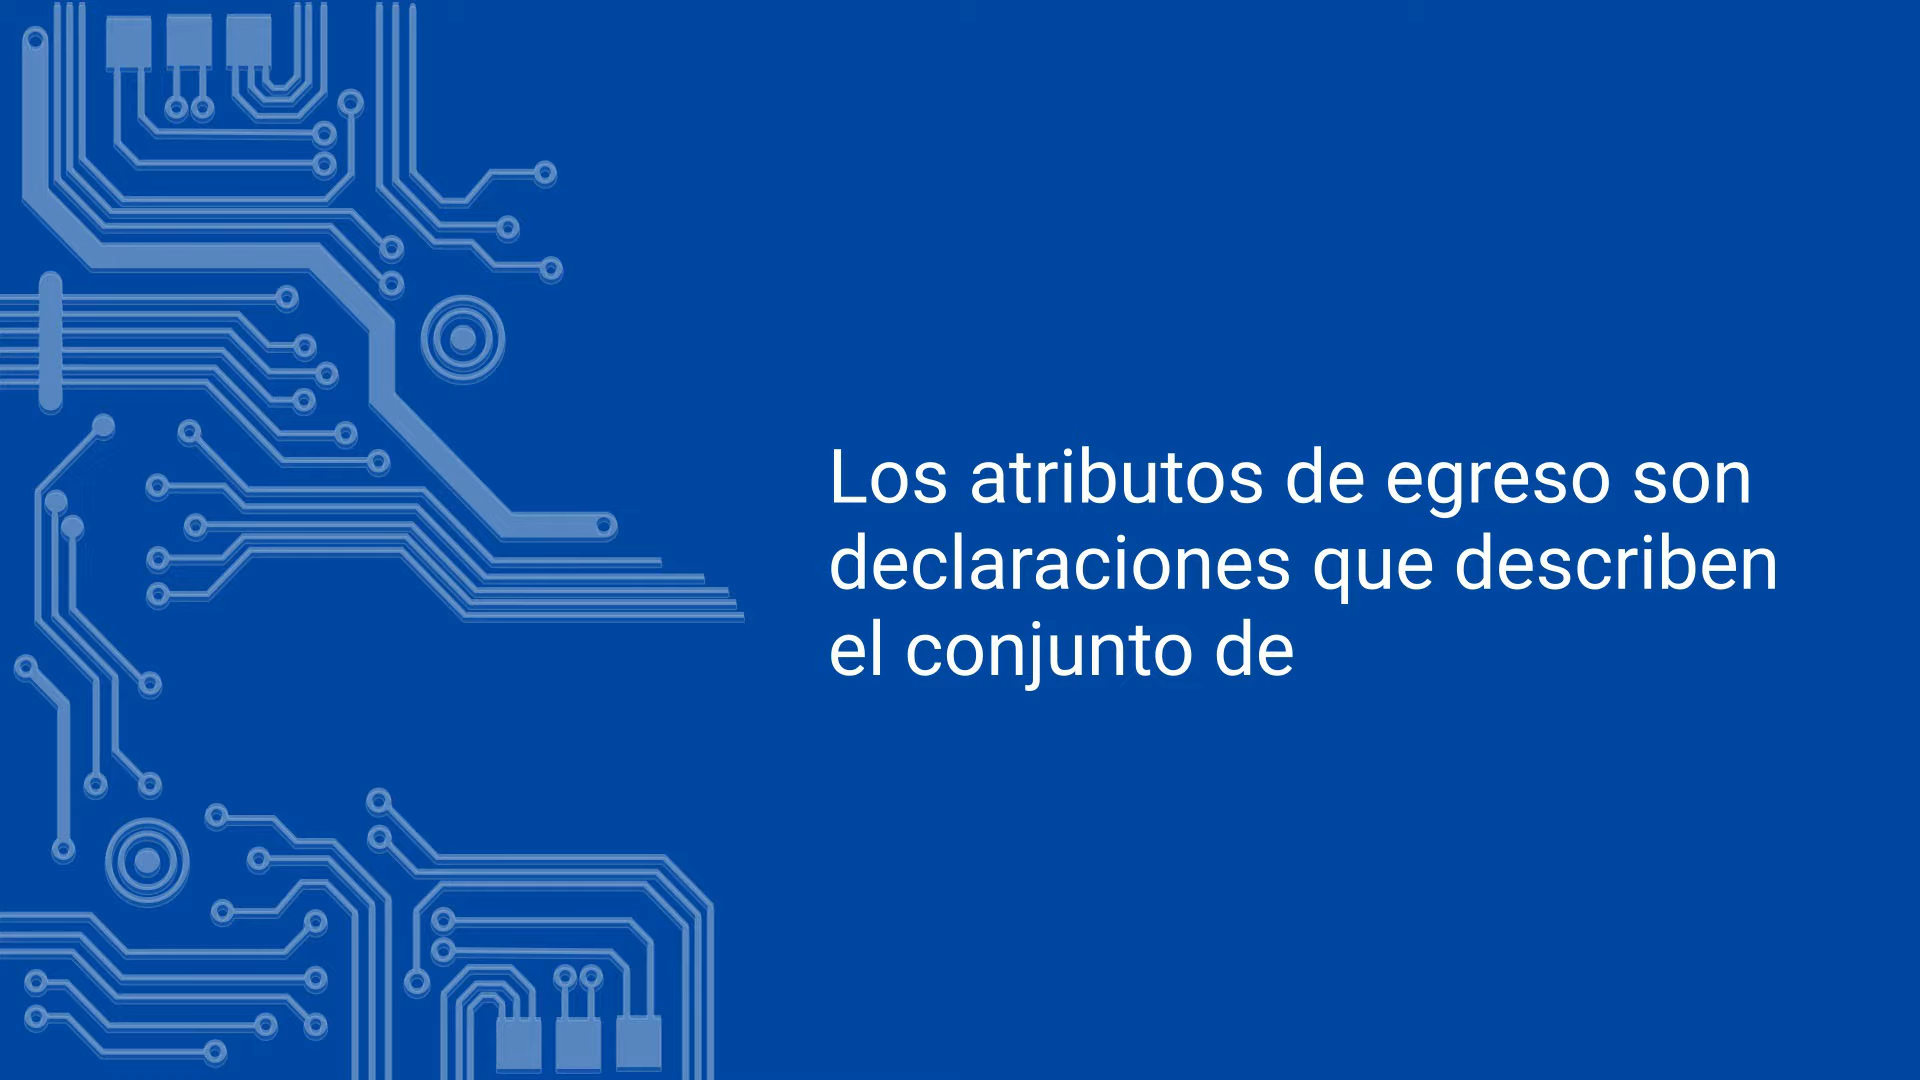 Los atributos de egreso son
declaraciones que describen
el conjunto de